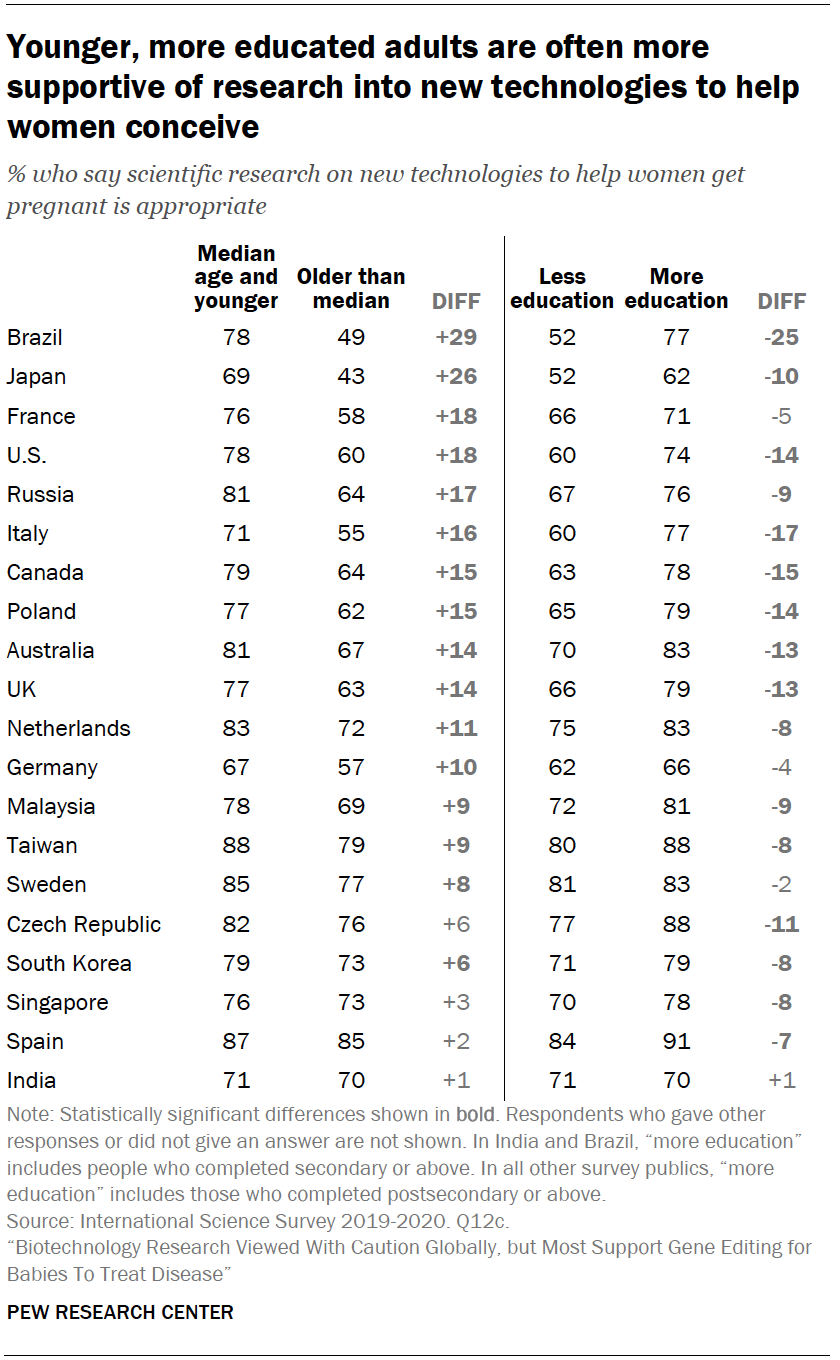 Younger, more educated adults are often more
supportive of research into new technologies to help
women conceive
% who say scientific research on new technologies to help women get
pregnant is appropriate
Median age and younger Older than median DIFF Less education More education DIFF
Brazil 78 49 +29 52 77 -25
Japan 69 43 +26 52 62 -10
France 76 58 +18 66 71 -5
U.S. 78 60 +18 60 74 -14
Russia 81 64 +17 67 76 -9
Italy 71 55 +16 60 77 -17
Canada 79 64 +15 63 78 -15
Poland 77 62 +15 65 79 -14
Australia 81 67 +14 70 83 -13
UK 77 63 +14 66 79 -13
Netherlands 83 72 +11 75 83 -8
Germany 67 57 +10 62 66 -4
Malaysia 78 69 +9 72 81 -9
Taiwan 88 79 +9 80 88 -8
Sweden 85 77 +8 81 83 -2
Czech Republic 82 76 +6 77 88 -11
South Korea 79 73 +6 71 79 -8
Singapore 76 73 +3 70 78 -8
Spain 87 85 +2 84 91 -7
India 71 70 +1 71 70 +1
Note: Statistically significant differences shown in bold. Respondents who gave other
responses or did not give an answer are not shown. In India and Brazil, “more education”
includes people who completed secondary or above. In all other survey publics, “more
education” includes those who completed postsecondary or above.
Source: International Science Survey 2019-2020. Q12c.
“Biotechnology Research Viewed With Caution Globally, but Most Support Gene Editing for
Babies To Treat Disease”
PEW RESEARCH CENTER